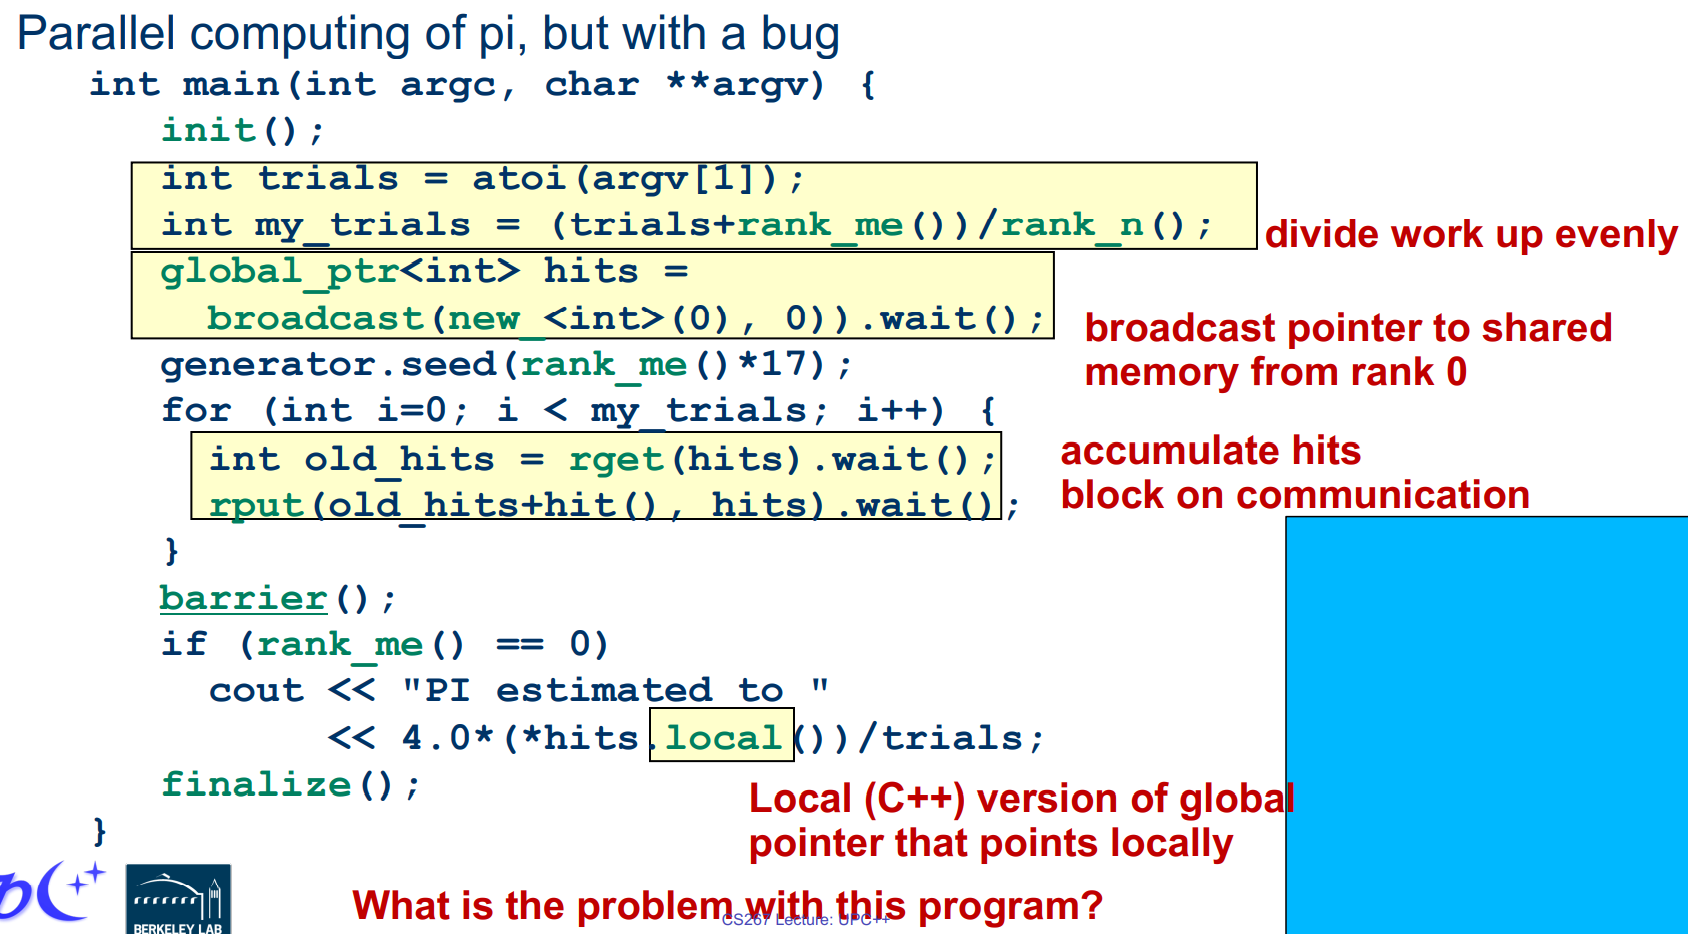 Parallel computing of pi, but with a bug
int main(int argc, char **argv) {
init();
int trials = atoi(argv[1]);
int my_trials = (trials+rank_me())/rank_n();
divide work up evenly
global_ptr<int> hits =
broadcast(new_<int>(0), 0)).wait();
broadcast pointer to shared
memory from rank 0
generator.seed(rank_me()*17);
for (int i=0; i < my_trials; i++) {
int old_hits = rget(hits).wait();
rput(old_hits+hit(), hits).wait();
accumulate hits
block on communication
}
barrier();
if (rank_me() == 0)
cout << "PI estimated to "
<< 4.0*(*hits.local())/trials;
finalize();
Local (C++) version of global
pointer that points locally
}
What is the problem with this program?
CS267 Lecture: UPC++
BERKELEY LAB